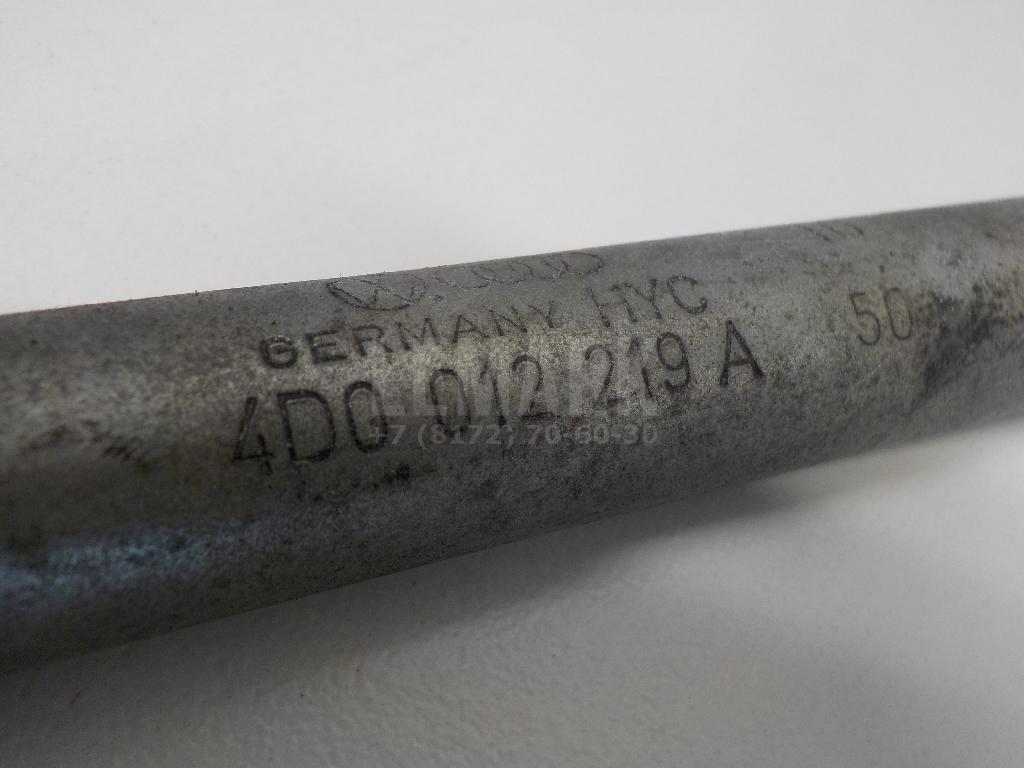 GERMANY HYC
4D0 012 219 A
50
+7 (8172) 70-60-30